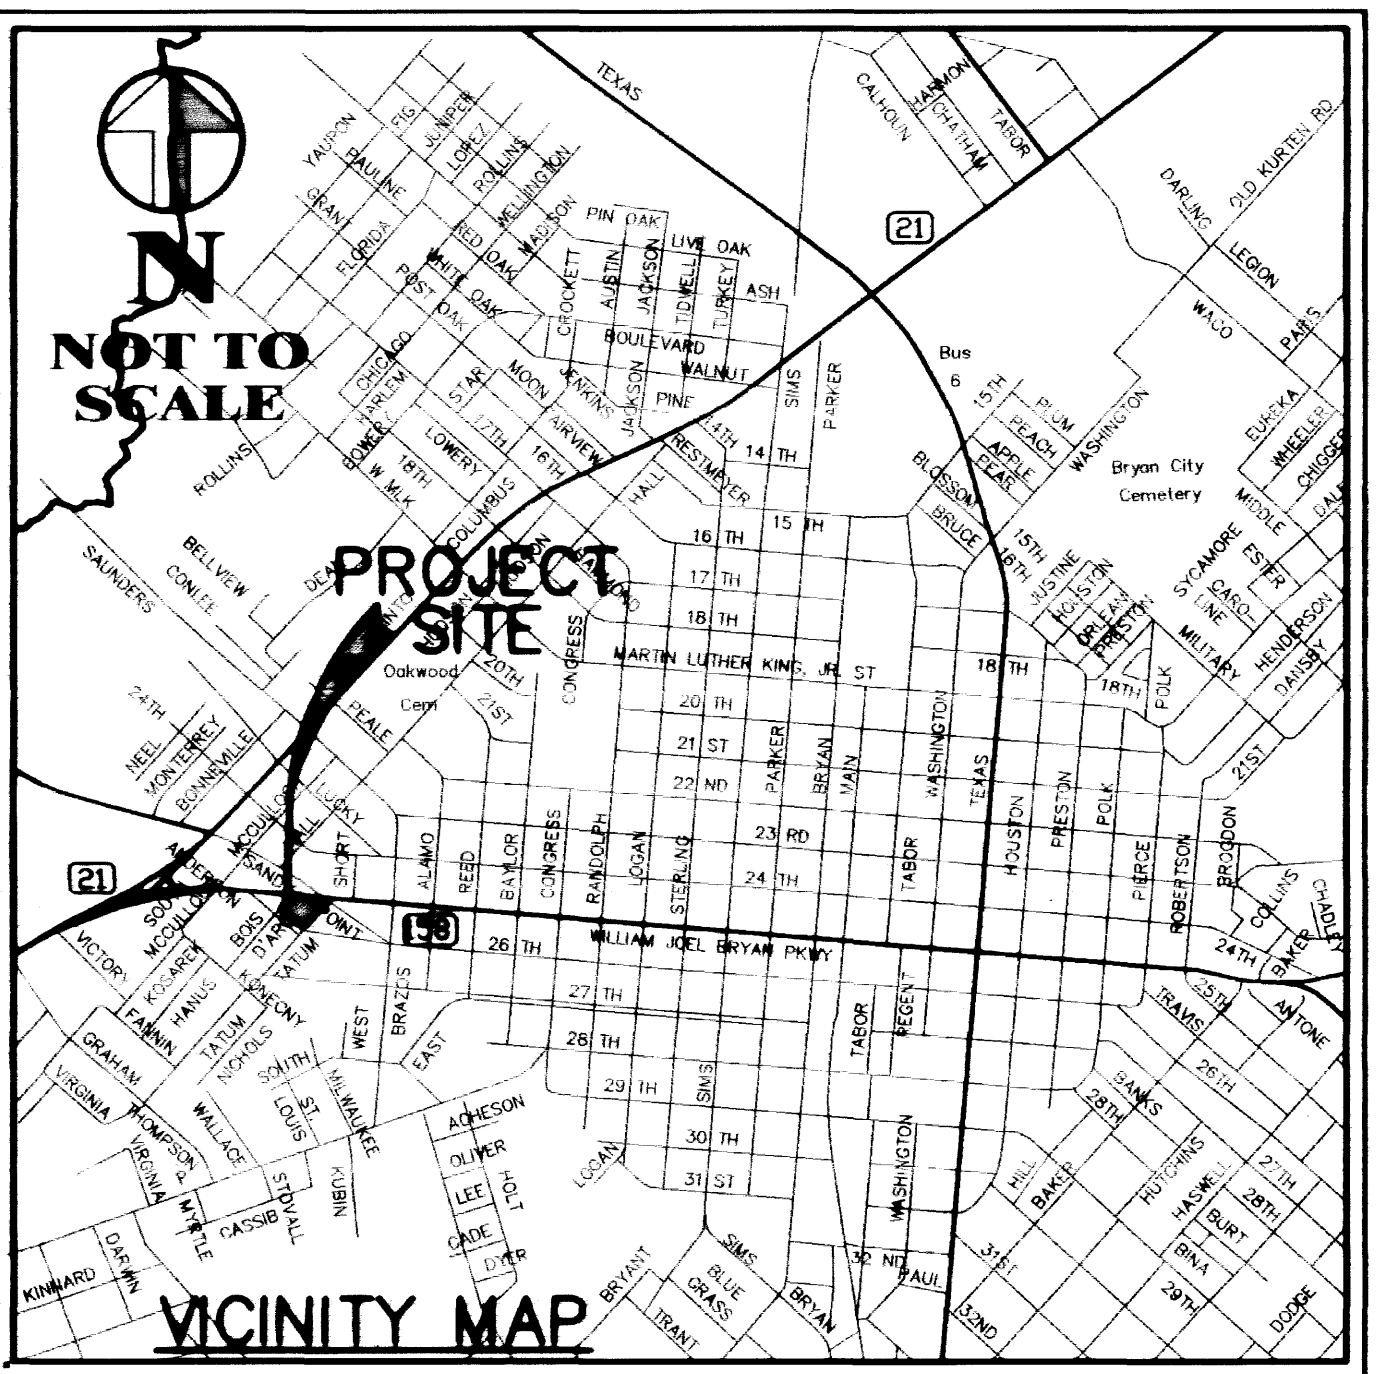 TEXAS
CALHOUN
HARMON
CHATHAM
TABOR
OLD KURTEN RD
DARLING
LEGION
WACO
PARIS
21
YAUPON
FIG
JUNIPER
LOPEZ
ROLLINS
WELLINGTON
MADISON
PAULINE
GRANT
FLORIDA
RED OAK
WHITE OAK
POST OAK
PIN OAK
LIVE OAK
CROCKETT
AUSTIN
JACKSON
TIDWELL
TURKEY
ASH
BOULEVARD
WALNUT
N
NOT TO
SCALE
CHICAGO
HARLEM
BOWER
STAR
MOON
JENKINS
JACKSON
PINE
SIMS
PARKER
Bus
6
15TH
PLUM
PEACH
APPLE
PEAR
WASHINGTON
EUREKA
WHEELER
CHIGGER
ROLLINS
W MLK
18TH
LOWERY
17TH
16TH
FAIRVIEW
RESTMEYER
14TH
14 TH
HALL
BLOSSOM
BRUCE
Bryan City
Cemetery
MIDDLE
COLUMBUS
SAUNDERS
BELLVIEW
CONLEE
PROJECT
SITE
HAMMOND
15 TH
16 TH
17 TH
18 TH
15TH
16TH
JUSTINE
HOUSTON
ORLEANS
PRESTON
SYCAMORE
ESTER
CARO-
LINE
MILITARY
HENDERSON
DANSBY
MARTIN LUTHER KING, JR. ST
18 TH
18TH
POLK
Oakwood
Cem
20TH
21ST
CONGRESS
24TH
NEEL
MONTERREY
BONNEVILLE
PEALE
20 TH
21 ST
22 ND
23 RD
24 TH
PARKER
BRYAN
MAIN
WASHINGTON
TEXAS
21ST
MCCULLOCH
HALL
LUCKY
SHORT
ALAMO
REED
BAYLOR
CONGRESS
RANDOLPH
LOGAN
STERLING
TABOR
HOUSTON
PRESTON
POLK
PIERCE
ROBERTSON
BROGDON
COLLINS
CHADLEY
BAKER
24TH
21
ANDERSON
SAND
POINT
158
WILLIAM JOEL BRYAN PKWY
VICTORY
MCCULLOCH
BOIS
D'ARC
TATUM
KOSAREK
HANUS
KONECNY
FANNIN
TATUM
NICHOLS
26 TH
27 TH
28 TH
29 TH
30 TH
31 ST
WEST
BRAZOS
EAST
TABOR
REGENT
25TH
TRAVIS
ANTONE
26TH
GRAHAM
VIRGINIA
SOUTH
ST.
LOUIS
MILWAUKEE
SIMS
BANKS
28TH
THOMPSON
VIRGINIA
WALLACE
MYRTLE
CASSIB
STOVALL
KUBIN
ACHESON
OLIVER
LEE
CADE
DYER
HOLT
LOGAN
WASHINGTON
HILL
BAKER
HUTCHINS
HASWELL
27TH
28TH
BURT
BINA
29TH
DODGE
KINNARD
DARWIN
BRYANT
SIMS
BLUE
GRASS
TRANT
BRYAN
32 ND
PAUL
31ST
32ND
VICINITY MAP